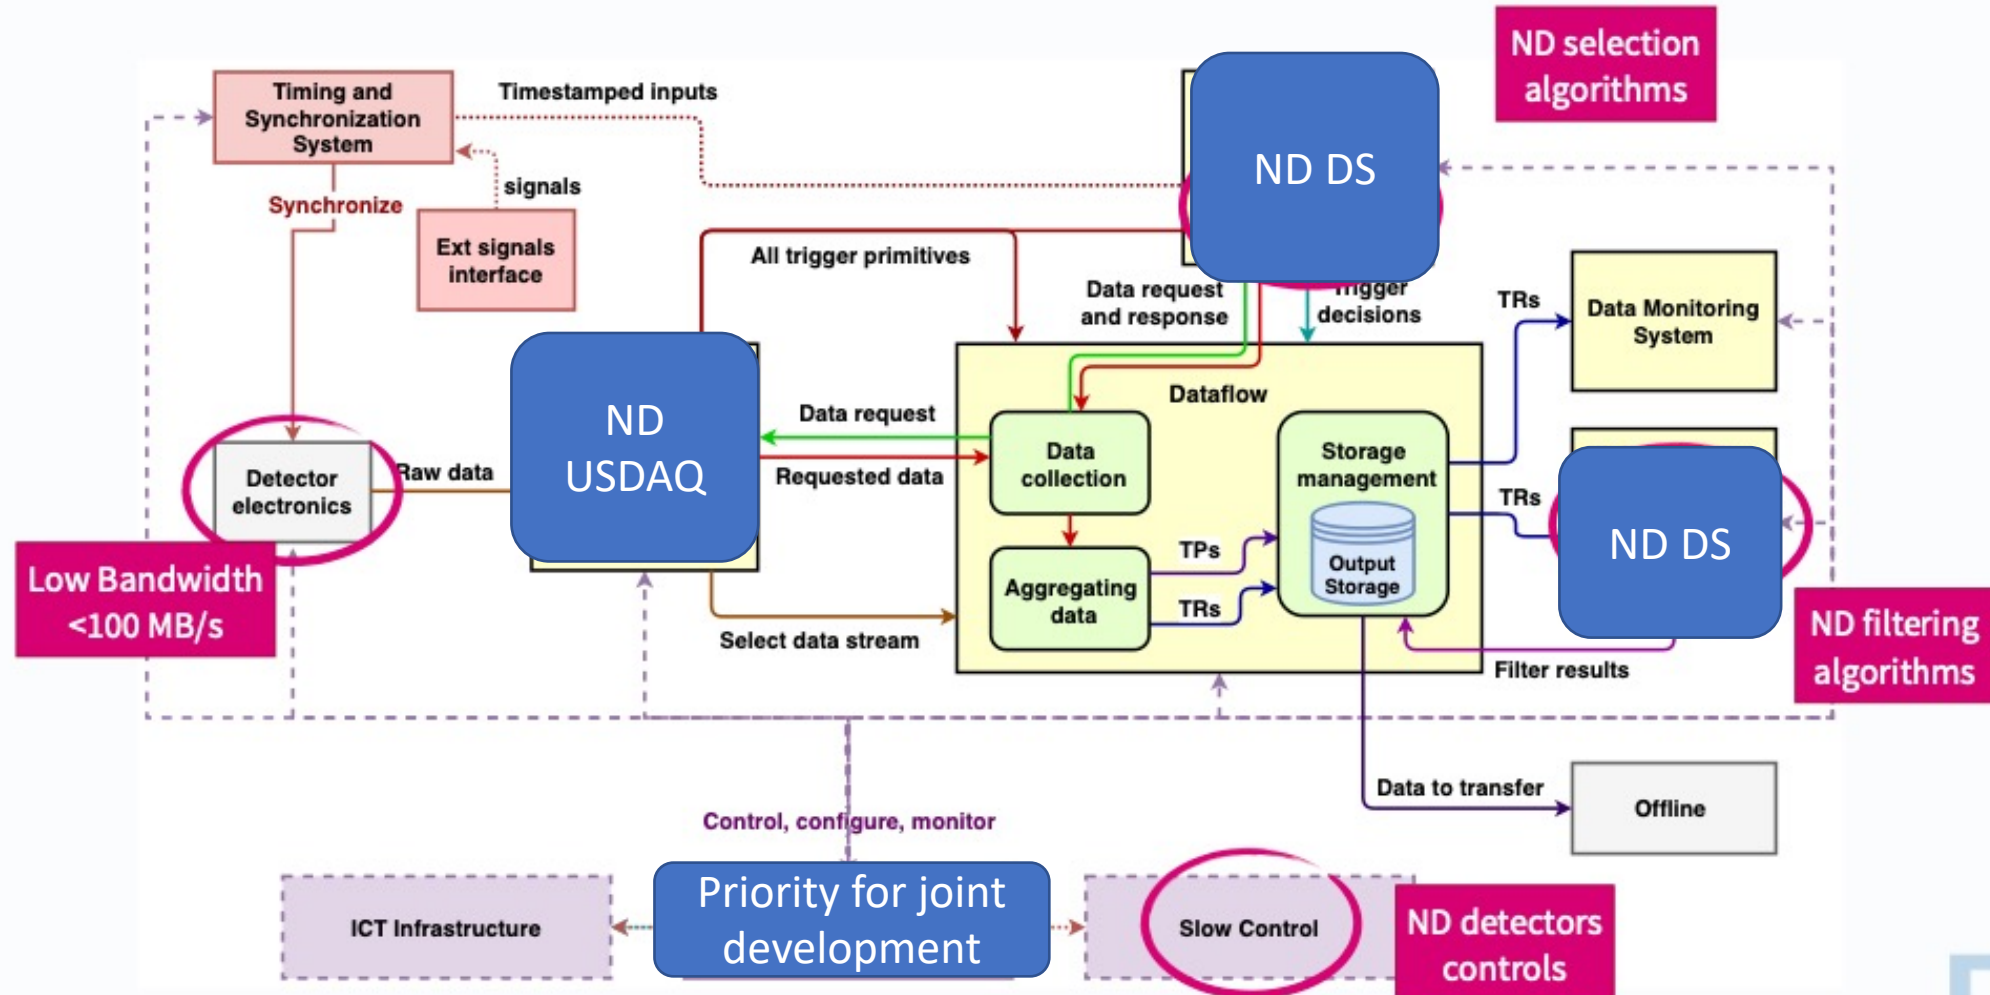 ND selection
algorithms
Timing and
Synchronization
System
Timestamped inputs
ND DS
signals
Synchronize
Ext signals
interface
All trigger primitives
Data request
and response
Trigger
decisions
TRs
Data Monitoring
System
Dataflow
ND
USDAQ
Data request
Requested data
Data
collection
Storage
management
Detector
electronics
Raw data
TRs
ND DS
Output
Storage
TPs
Aggregating
data
TRs
Low Bandwidth
<100 MB/s
Select data stream
Filter results
ND filtering
algorithms
Data to transfer
Offline
Control, configure, monitor
ICT Infrastructure
Priority for joint
development
Slow Control
ND detectors
controls